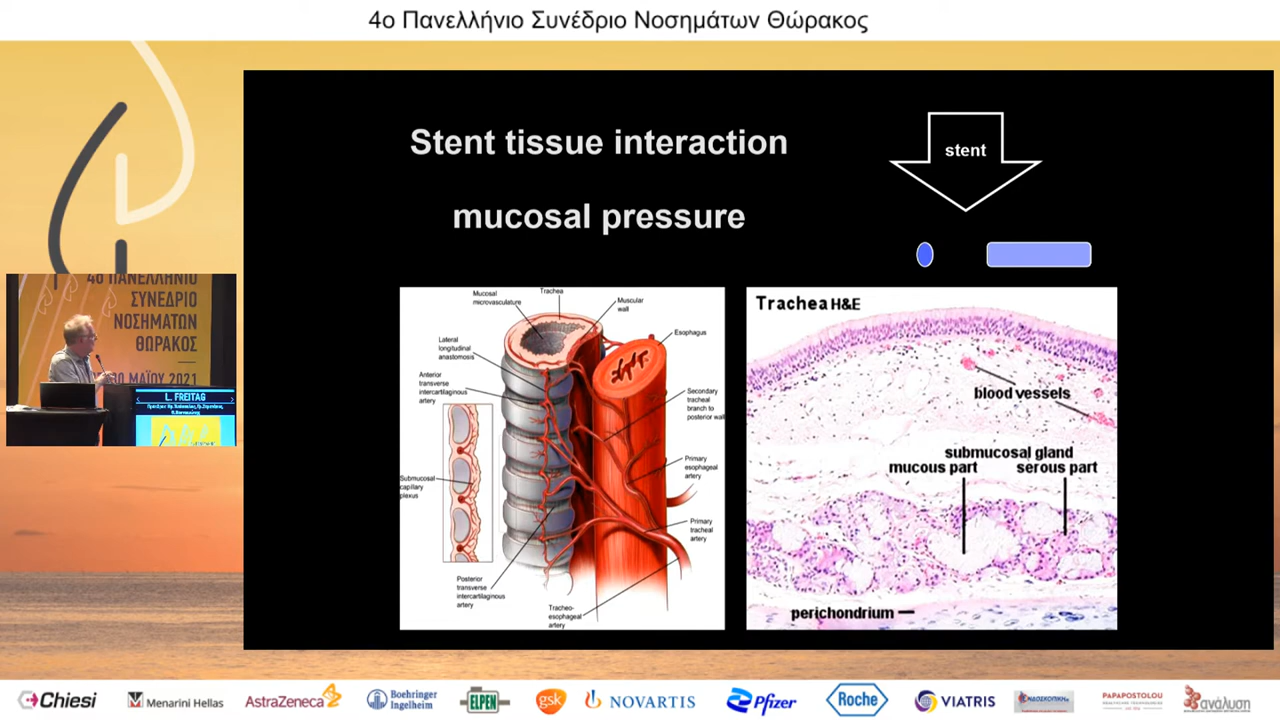 4ο Πανελλήνιο Συνέδριο Νοσημάτων Θώρακος
Stent tissue interaction
mucosal pressure
stent
Mucosal
microvasculature
Trachea
Muscular
wall
Esophagus
Lateral
longitudinal
anastomosis
Anterior
transverse
intercartilaginous
artery
Secondary
tracheal
branch to
posterior wall
Submucosal
capillary
plexus
Primary
esophageal
artery
Primary
tracheal
artery
Posterior
transverse
intercartilaginous
artery
Tracheo-
esophageal
artery
Trachea H&E
blood vessels
submucosal gland
mucous part
serous part
perichondrium
4ο ΠΑΝΕΛΛΗΝΙΟ
ΣΥΝΕΔΡΙΟ
ΝΟΣΗΜΑΤΩΝ
ΘΩΡΑΚΟΣ
ΜΑΪΟΥ 2021
L. FREITAG
Chiesi
Menarini Hellas
AstraZeneca
Boehringer
Ingelheim
ELPEN
gsk
NOVARTIS
Pfizer
Roche
VIATRIS
ΕΝΔΟΣΚΟΠΙΚΗ
PAPAPOSTOLOU
ανάλυση